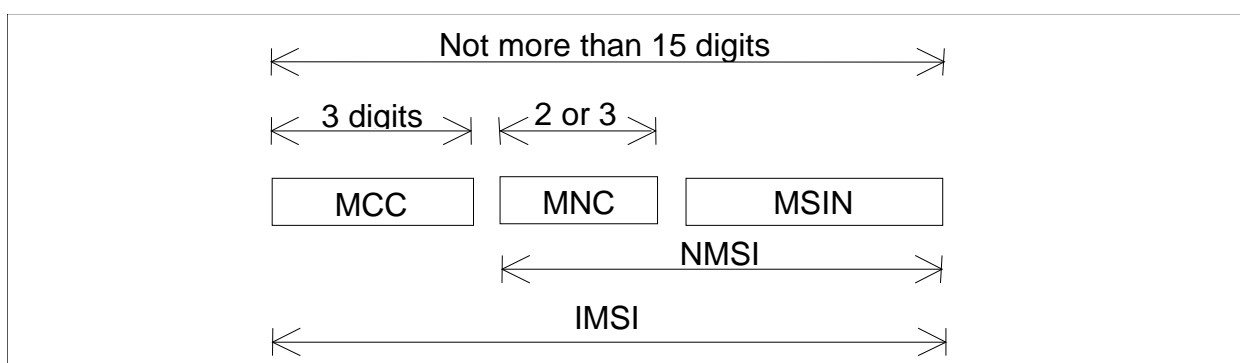 Not more than 15 digits
3 digits
2 or 3
MCC
MNC
MSIN
NMSI
IMSI